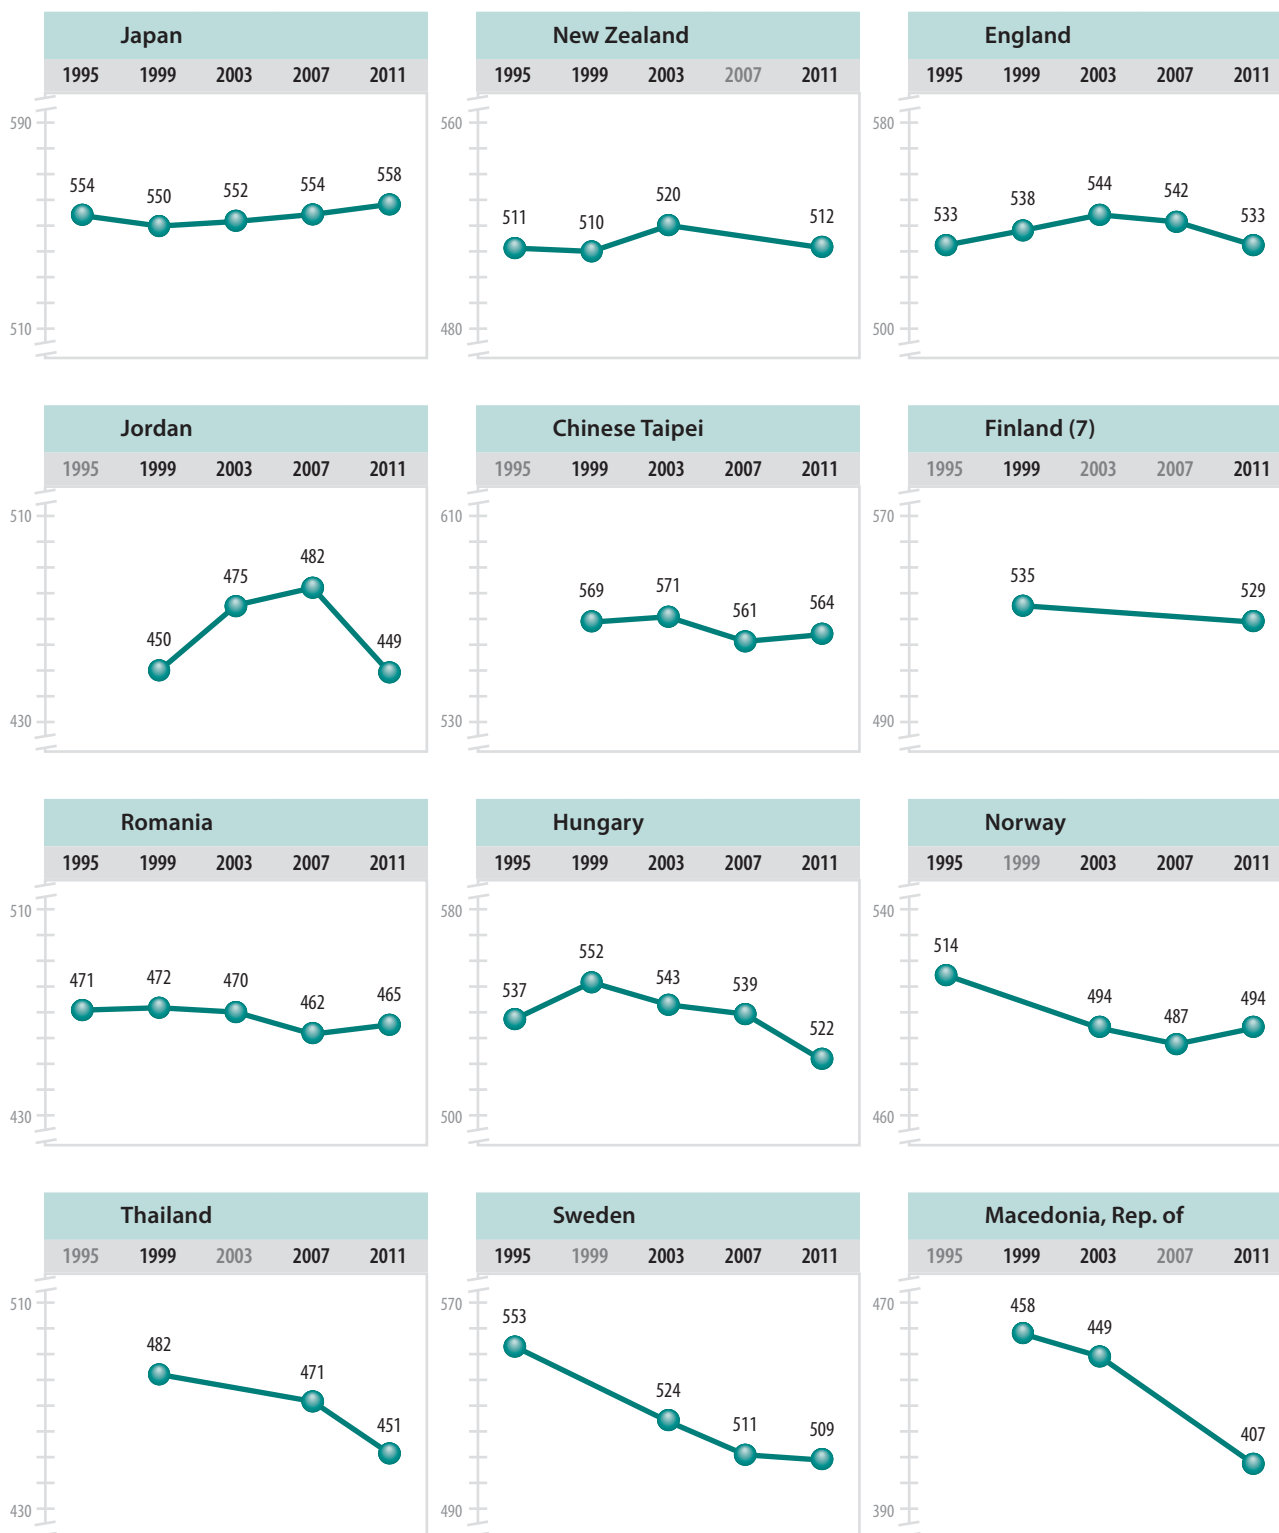 Japan New Zealand England
1995 1999 2003 2007 2011 1995 1999 2003 2007 2011 1995 1999 2003 2007 2011
590 560 580
554 550 552 554 558 511 510 520 512 533 538 544 542 533
510 480 500
Jordan Chinese Taipei Finland (7)
1995 1999 2003 2007 2011 1995 1999 2003 2007 2011 1995 1999 2003 2007 2011
510 610 570
450 475 482 449 569 571 561 564 535 529
430 530 490
Romania Hungary Norway
1995 1999 2003 2007 2011 1995 1999 2003 2007 2011 1995 1999 2003 2007 2011
510 580 540
471 472 470 462 465 537 552 543 539 522 514 494 487 494
430 500 460
Thailand Sweden Macedonia, Rep. of
1995 1999 2003 2007 2011 1995 1999 2003 2007 2011 1995 1999 2003 2007 2011
510 570 470
482 471 451 553 524 511 509 458 449 407
430 490 390